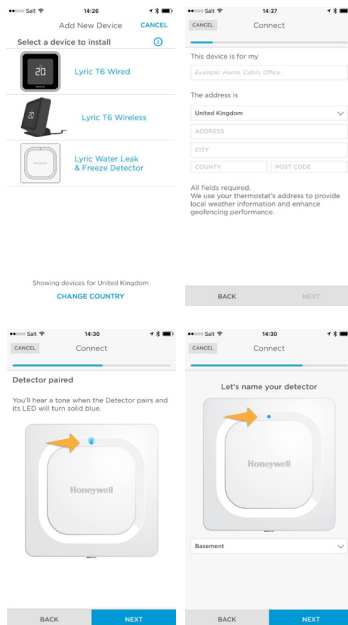 Salt 14:26
Add New Device CANCEL
Select a device to install
Lyric T6 Wired
Lyric T6 Wireless
Honeywell
Lyric Water Leak
& Freeze Detector
Showing devices for United Kingdom
CHANGE COUNTRY
Salt 14:27
CANCEL Connect
This device is for my
Example: Home, Cabin, Office
The address is
United Kingdom
ADDRESS
CITY
COUNTY POST CODE
All fields required.
We use your thermostat's address to provide
local weather information and enhance
geofencing performance.
BACK NEXT
Salt 14:30
CANCEL Connect
Detector paired
You'll hear a tone when the Detector pairs and
its LED will turn solid blue.
Honeywell
BACK NEXT
Salt 14:30
CANCEL Connect
Let's name your detector
Honeywell
Basement
BACK NEXT